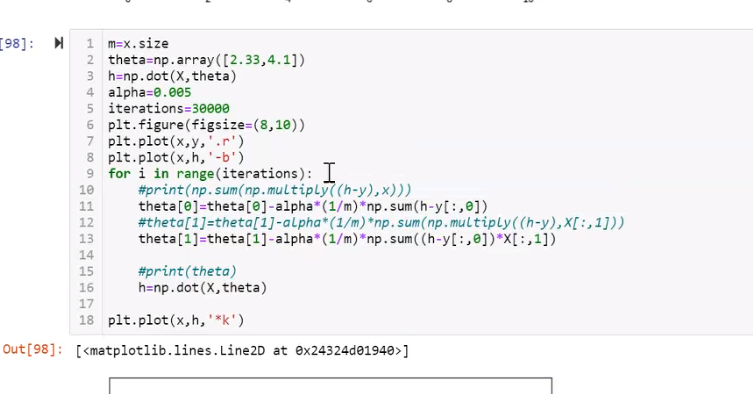 [98]:
1 m=x.size
2 theta=np.array([2.33,4.1])
3 h=np.dot(X,theta)
4 alpha=0.005
5 iterations=30000
6 plt.figure(figsize=(8,10))
7 plt.plot(x,y,'.r')
8 plt.plot(x,h,'-b')
9 for i in range(iterations):
10     #print(np.sum(np.multiply((h-y),x)))
11     theta[0]=theta[0]-alpha*(1/m)*np.sum(h-y[:,0])
12     #theta[1]=theta[1]-alpha*(1/m)*np.sum(np.multiply((h-y),X[:,1]))
13     theta[1]=theta[1]-alpha*(1/m)*np.sum((h-y[:,0])*X[:,1])
14
15     #print(theta)
16     h=np.dot(X,theta)
17
18 plt.plot(x,h,'*k')
Out[98]: [<matplotlib.lines.Line2D at 0x24324d01940>]